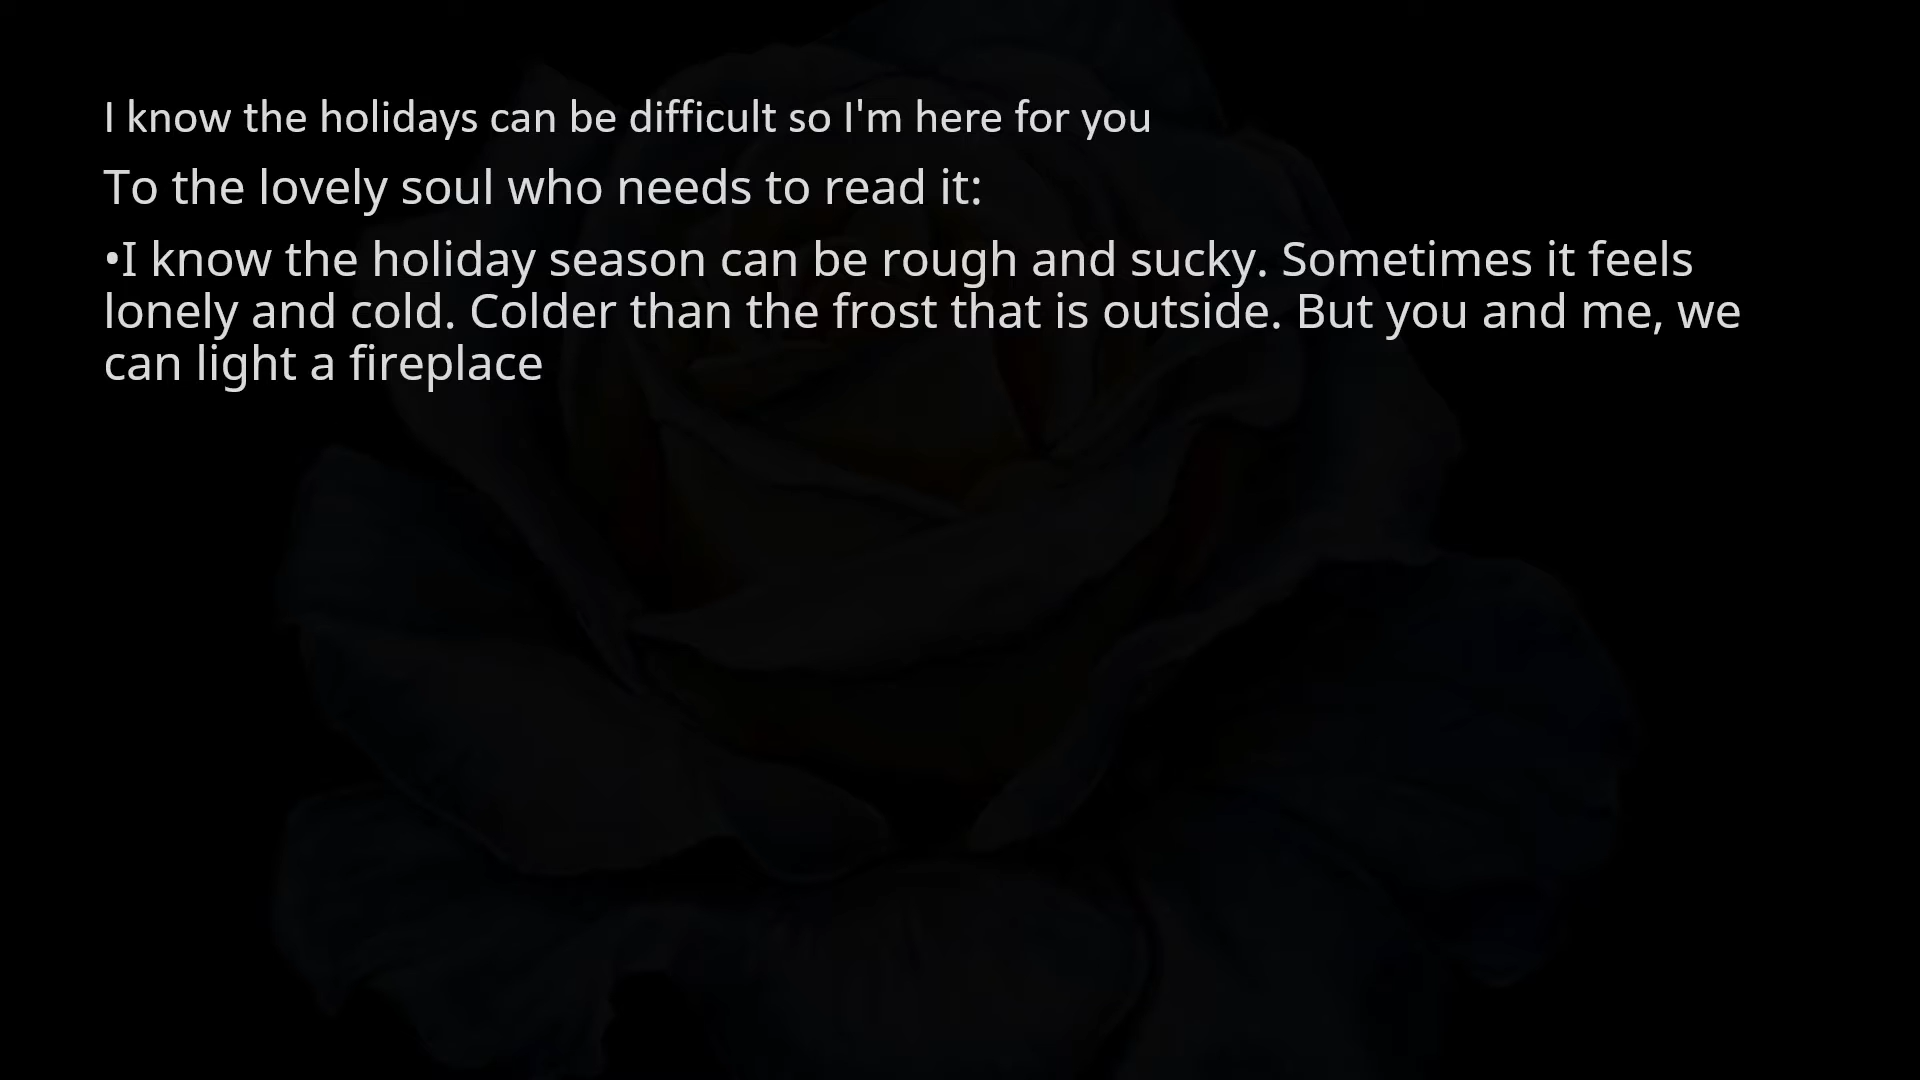 I know the holidays can be difficult so I'm here for you
To the lovely soul who needs to read it:
•I know the holiday season can be rough and sucky. Sometimes it feels
lonely and cold. Colder than the frost that is outside. But you and me, we
can light a fireplace